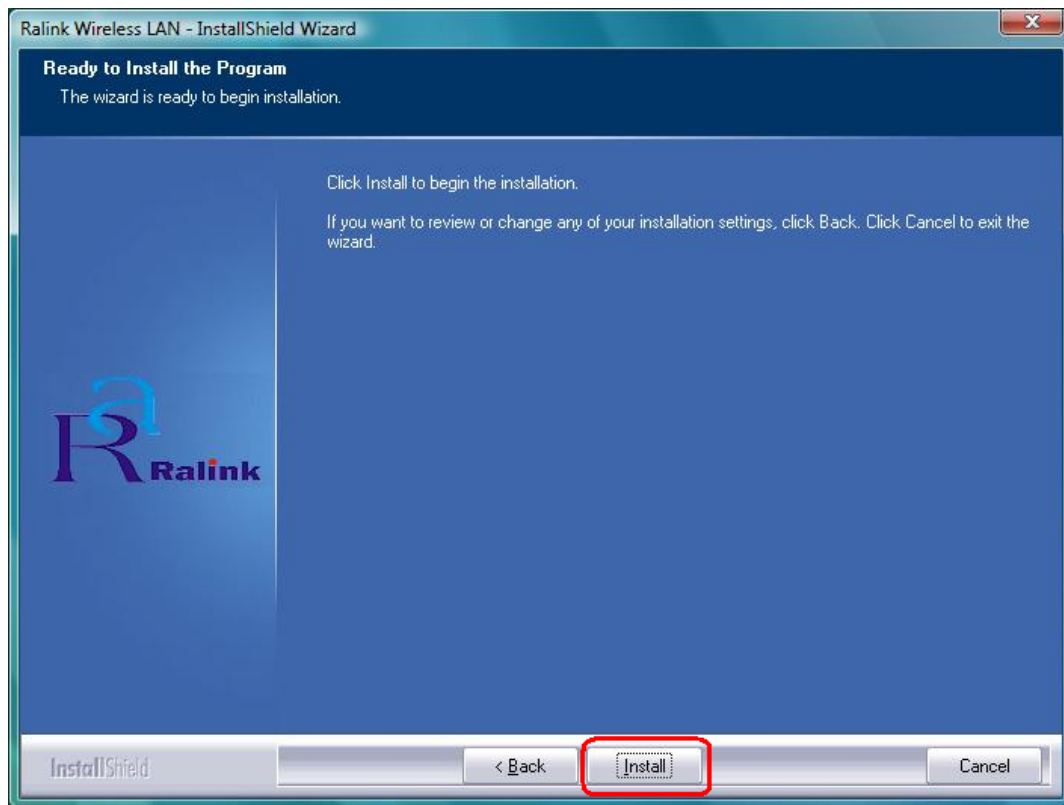 Ralink Wireless LAN - InstallShield Wizard
Ready to Install the Program
The wizard is ready to begin installation.
Click Install to begin the installation.
If you want to review or change any of your installation settings, click Back. Click Cancel to exit the
wizard.
Ra
Ralink
InstallShield
< Back
Install
Cancel